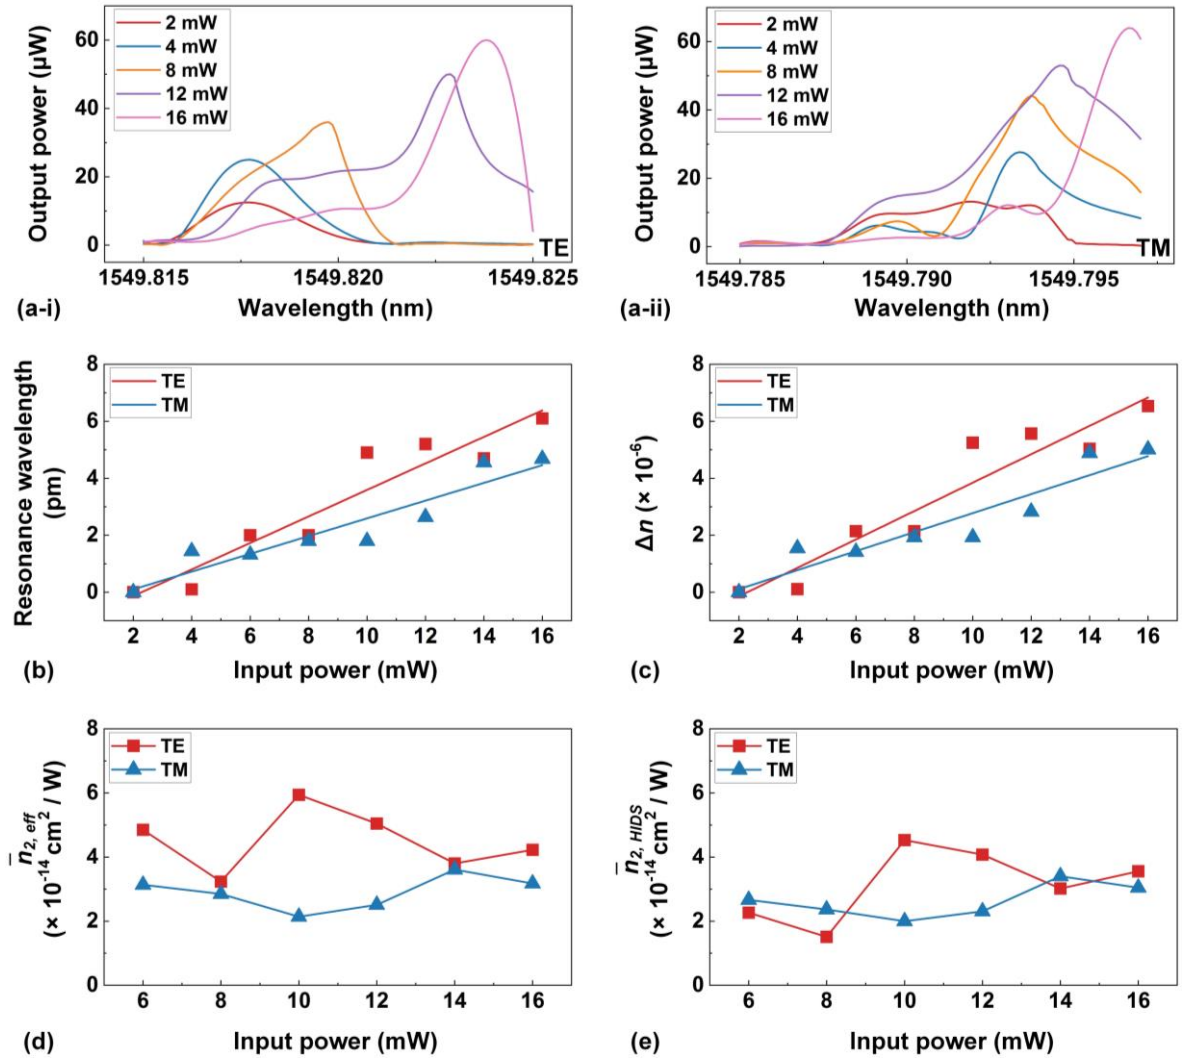 2 mW
4 mW
8 mW
12 mW
16 mW
Output power (μW)
60
40
20
0
TE
1549.815 1549.820 1549.825
Wavelength (nm)
(a-i)
2 mW
4 mW
8 mW
12 mW
16 mW
Output power (μW)
60
40
20
0
TM
1549.785 1549.790 1549.795
Wavelength (nm)
(a-ii)
TE
TM
Resonance wavelength
(pm)
8
6
4
2
0
2 4 6 8 10 12 14 16
Input power (mW)
(b)
TE
TM
Δn (× 10⁻⁶)
8
6
4
2
0
2 4 6 8 10 12 14 16
Input power (mW)
(c)
TE
TM
n̅₂, eff
(× 10⁻¹⁴ cm² / W)
8
6
4
2
0
6 8 10 12 14 16
Input power (mW)
(d)
TE
TM
n̅₂, HIDS
(× 10⁻¹⁴ cm² / W)
8
6
4
2
0
6 8 10 12 14 16
Input power (mW)
(e)